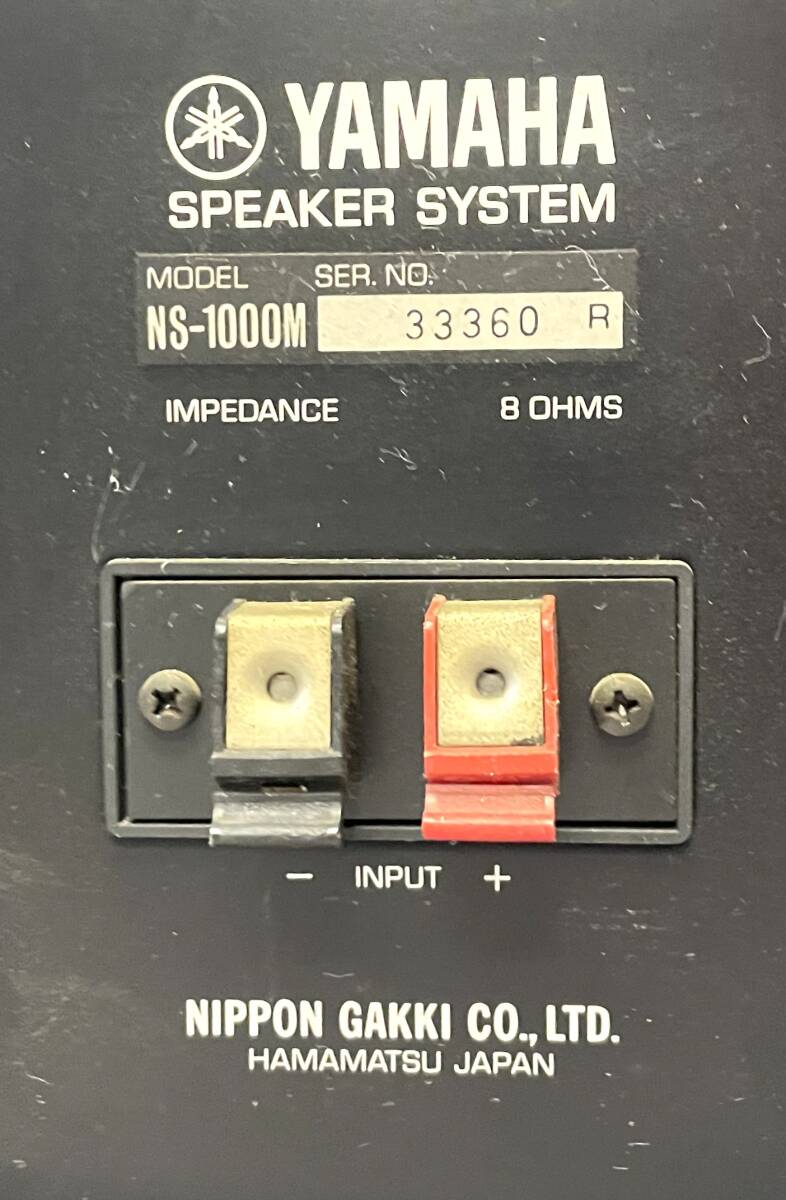 YAMAHA
SPEAKER SYSTEM
MODEL SER. NO.
NS-1000M 33360 R
IMPEDANCE 8 OHMS
− INPUT +
NIPPON GAKKI CO., LTD.
HAMAMATSU JAPAN